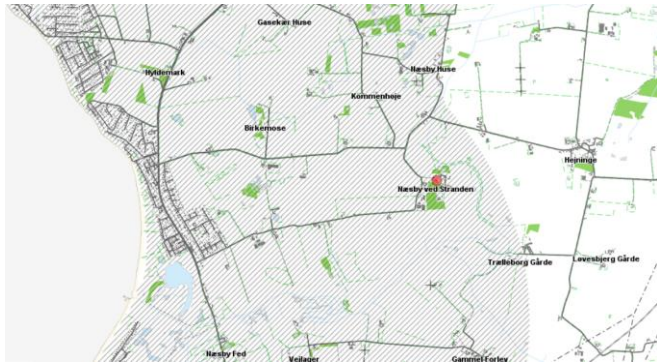 Gasekær Huse
Hyldemark
Næsby Huse
Kommenhøje
Birkemose
Hejninge
Næsby ved Stranden
Trælleborg Gårde
Løvesbjerg Gårde
Næsby Fed
Vejlager
Gammel Forlev